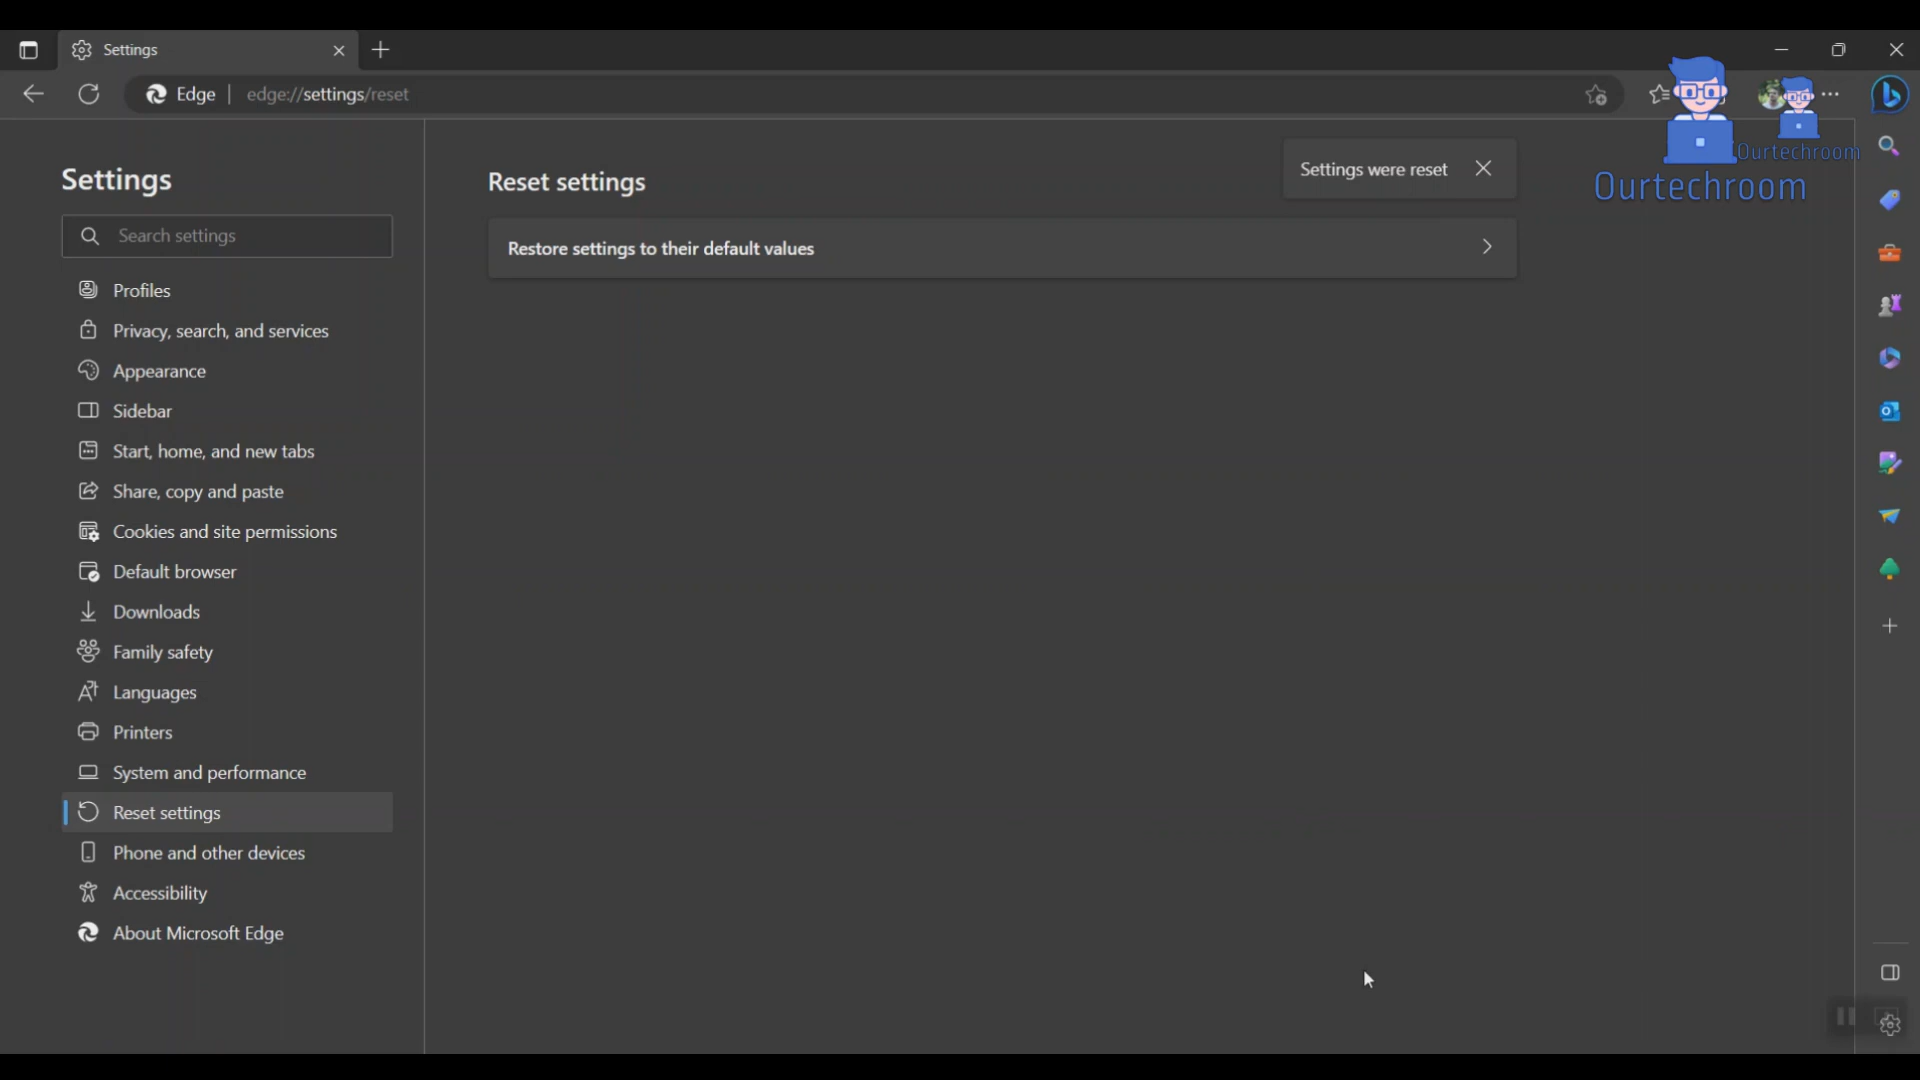 Settings
Edge
edge://settings/reset
Ourtechroom
Ourtechroom
Settings
Search settings
Profiles
Privacy, search, and services
Appearance
Sidebar
Start, home, and new tabs
Share, copy and paste
Cookies and site permissions
Default browser
Downloads
Family safety
Languages
Printers
System and performance
Reset settings
Phone and other devices
Accessibility
About Microsoft Edge
Reset settings
Settings were reset
Restore settings to their default values